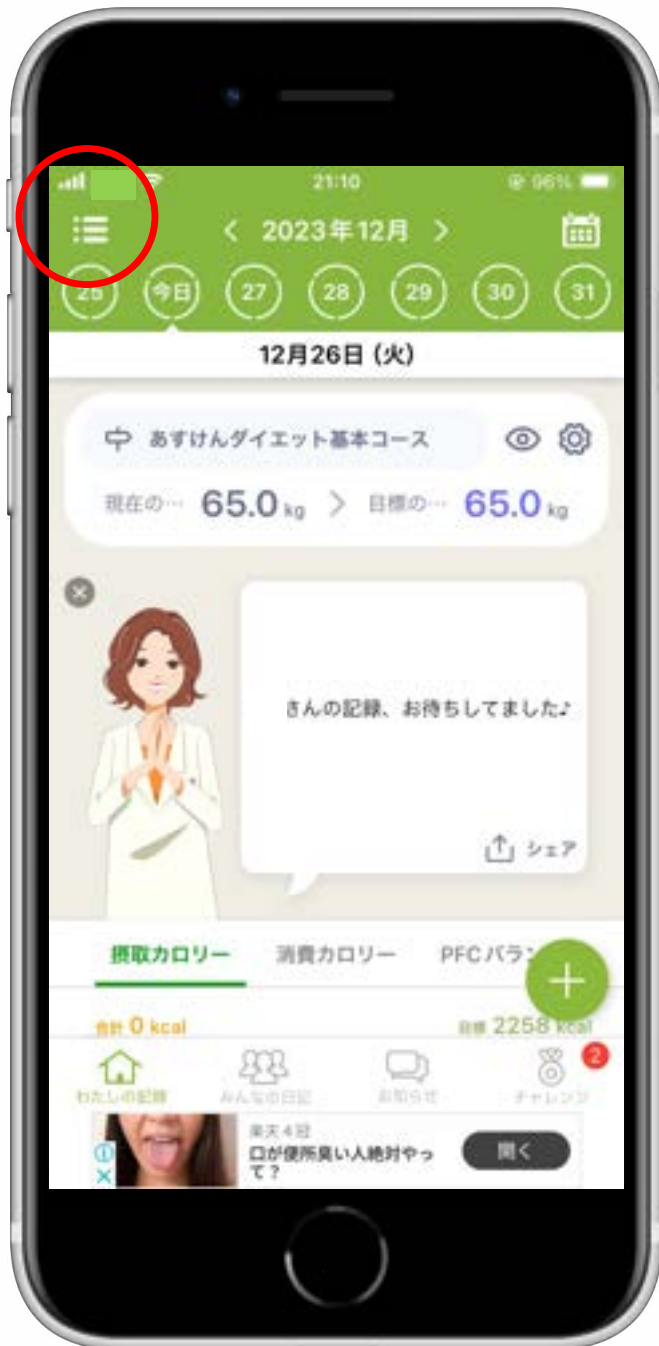 21:10 96%
2023年12月
25 今日 27 28 29 30 31
12月26日 (火)
あすけんダイエット基本コース
現在の… 65.0 kg 目標の… 65.0 kg
さんの記録、お待ちしてました♪
シェア
摂取カロリー 消費カロリー PFCバラン
合計 0 kcal 目標 2258 kcal
2
わたしの記録 みんなの日記 お知らせ チャレンジ
楽天4冠
口が便所臭い人絶対やっ
て?
開く